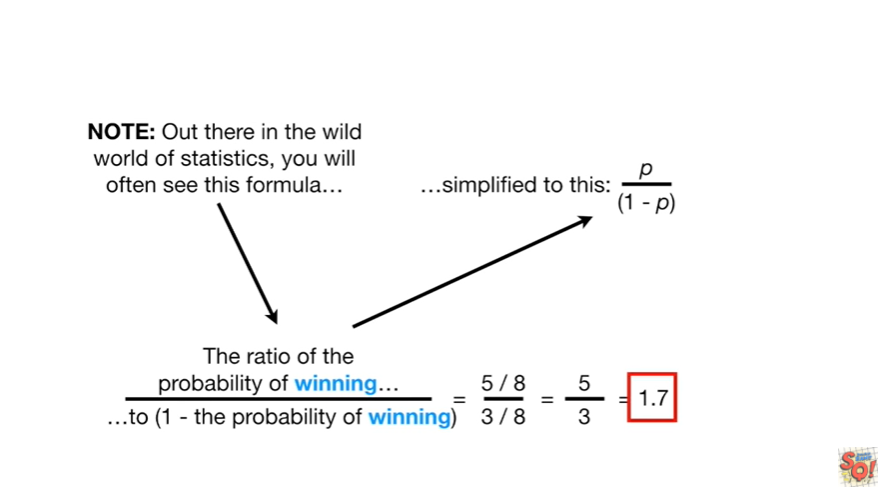 NOTE: Out there in the wild
world of statistics, you will
often see this formula…
…simplified to this:
p
(1 - p)
The ratio of the
probability of winning…
…to (1 - the probability of winning)
=
5 / 8
3 / 8
=
5
3
=
1.7
SQ!